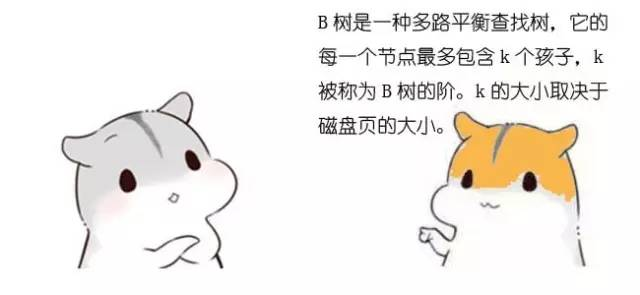 B 树是一种多路平衡查找树，它的
每一个节点最多包含 k 个孩子，k
被称为 B 树的阶。k 的大小取决于
磁盘页的大小。